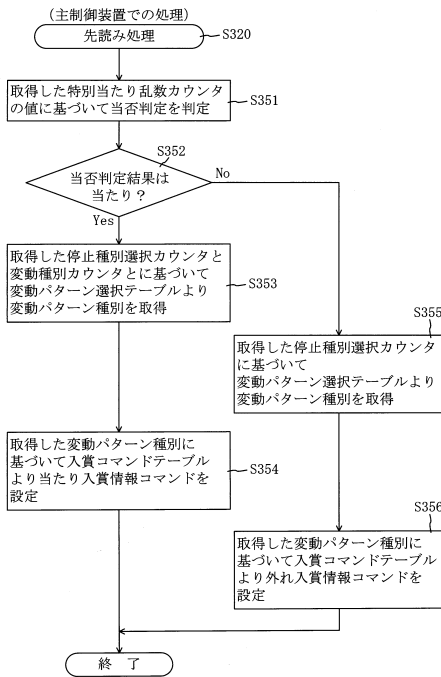 (主制御装置での処理)
先読み処理
S320
取得した特別当たり乱数カウンタ
の値に基づいて当否判定を判定
S351
S352
当否判定結果は
当たり?
No
Yes
取得した停止種別選択カウンタと
変動種別カウンタとに基づいて
変動パターン選択テーブルより
変動パターン種別を取得
S353
S355
取得した停止種別選択カウンタ
に基づいて
変動パターン選択テーブルより
変動パターン種別を取得
取得した変動パターン種別に
基づいて入賞コマンドテーブル
より当たり入賞情報コマンドを
設定
S354
S356
取得した変動パターン種別に
基づいて入賞コマンドテーブル
より外れ入賞情報コマンドを
設定
終 了